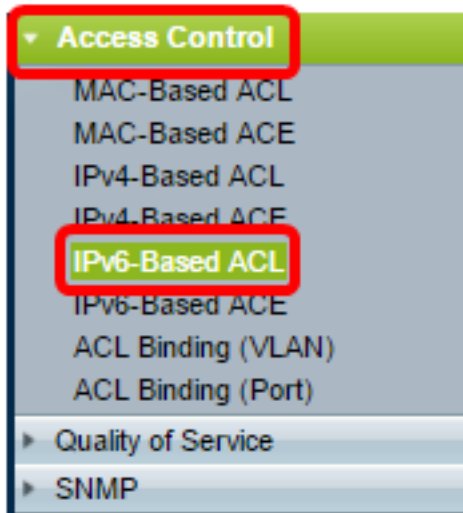 Access Control
MAC-Based ACL
MAC-Based ACE
IPv4-Based ACL
IPv4-Based ACE
IPv6-Based ACL
IPv6-Based ACE
ACL Binding (VLAN)
ACL Binding (Port)
Quality of Service
SNMP